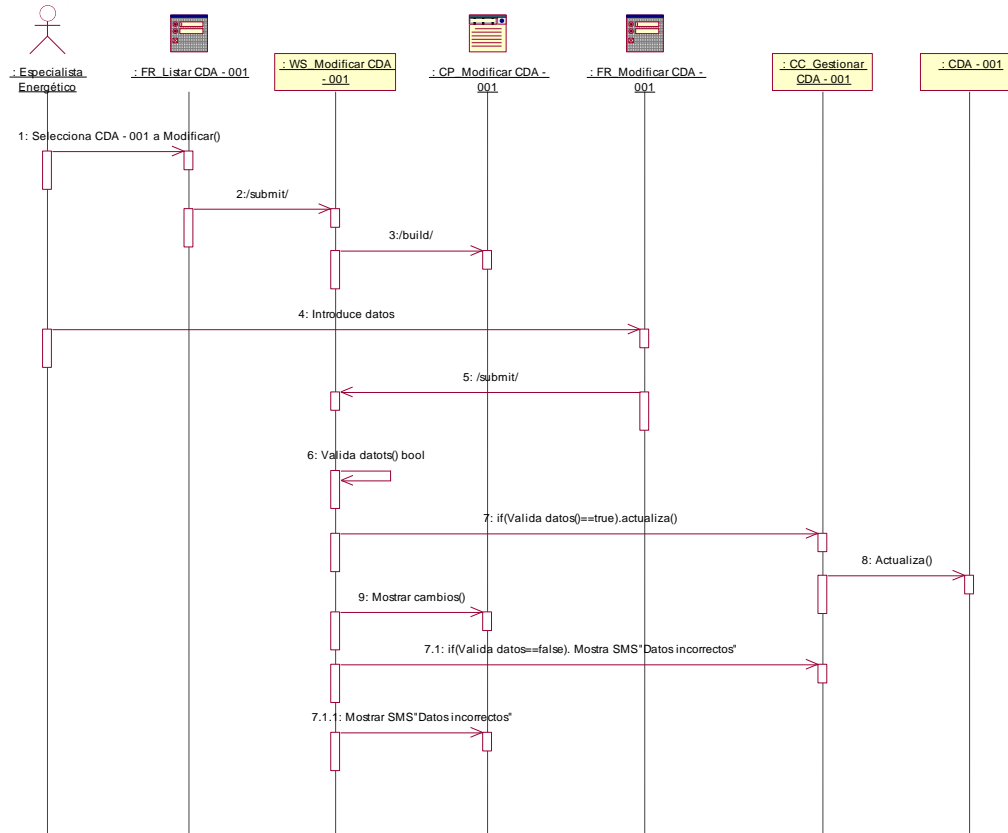 : Especialista
Energético
: FR_Listar CDA - 001
: WS_Modificar CDA
- 001
: CP_Modificar CDA -
001
: FR_Modificar CDA -
001
: CC_Gestionar
CDA - 001
: CDA - 001
1: Selecciona CDA - 001 a Modificar()
2:/submit/
3:/build/
4: Introduce datos
5: /submit/
6: Valida datots() bool
7: if(Valida datos()==true).actualiza()
8: Actualiza()
9: Mostrar cambios()
7.1: if(Valida datos==false). Mostra SMS"Datos incorrectos"
7.1.1: Mostrar SMS"Datos incorrectos"